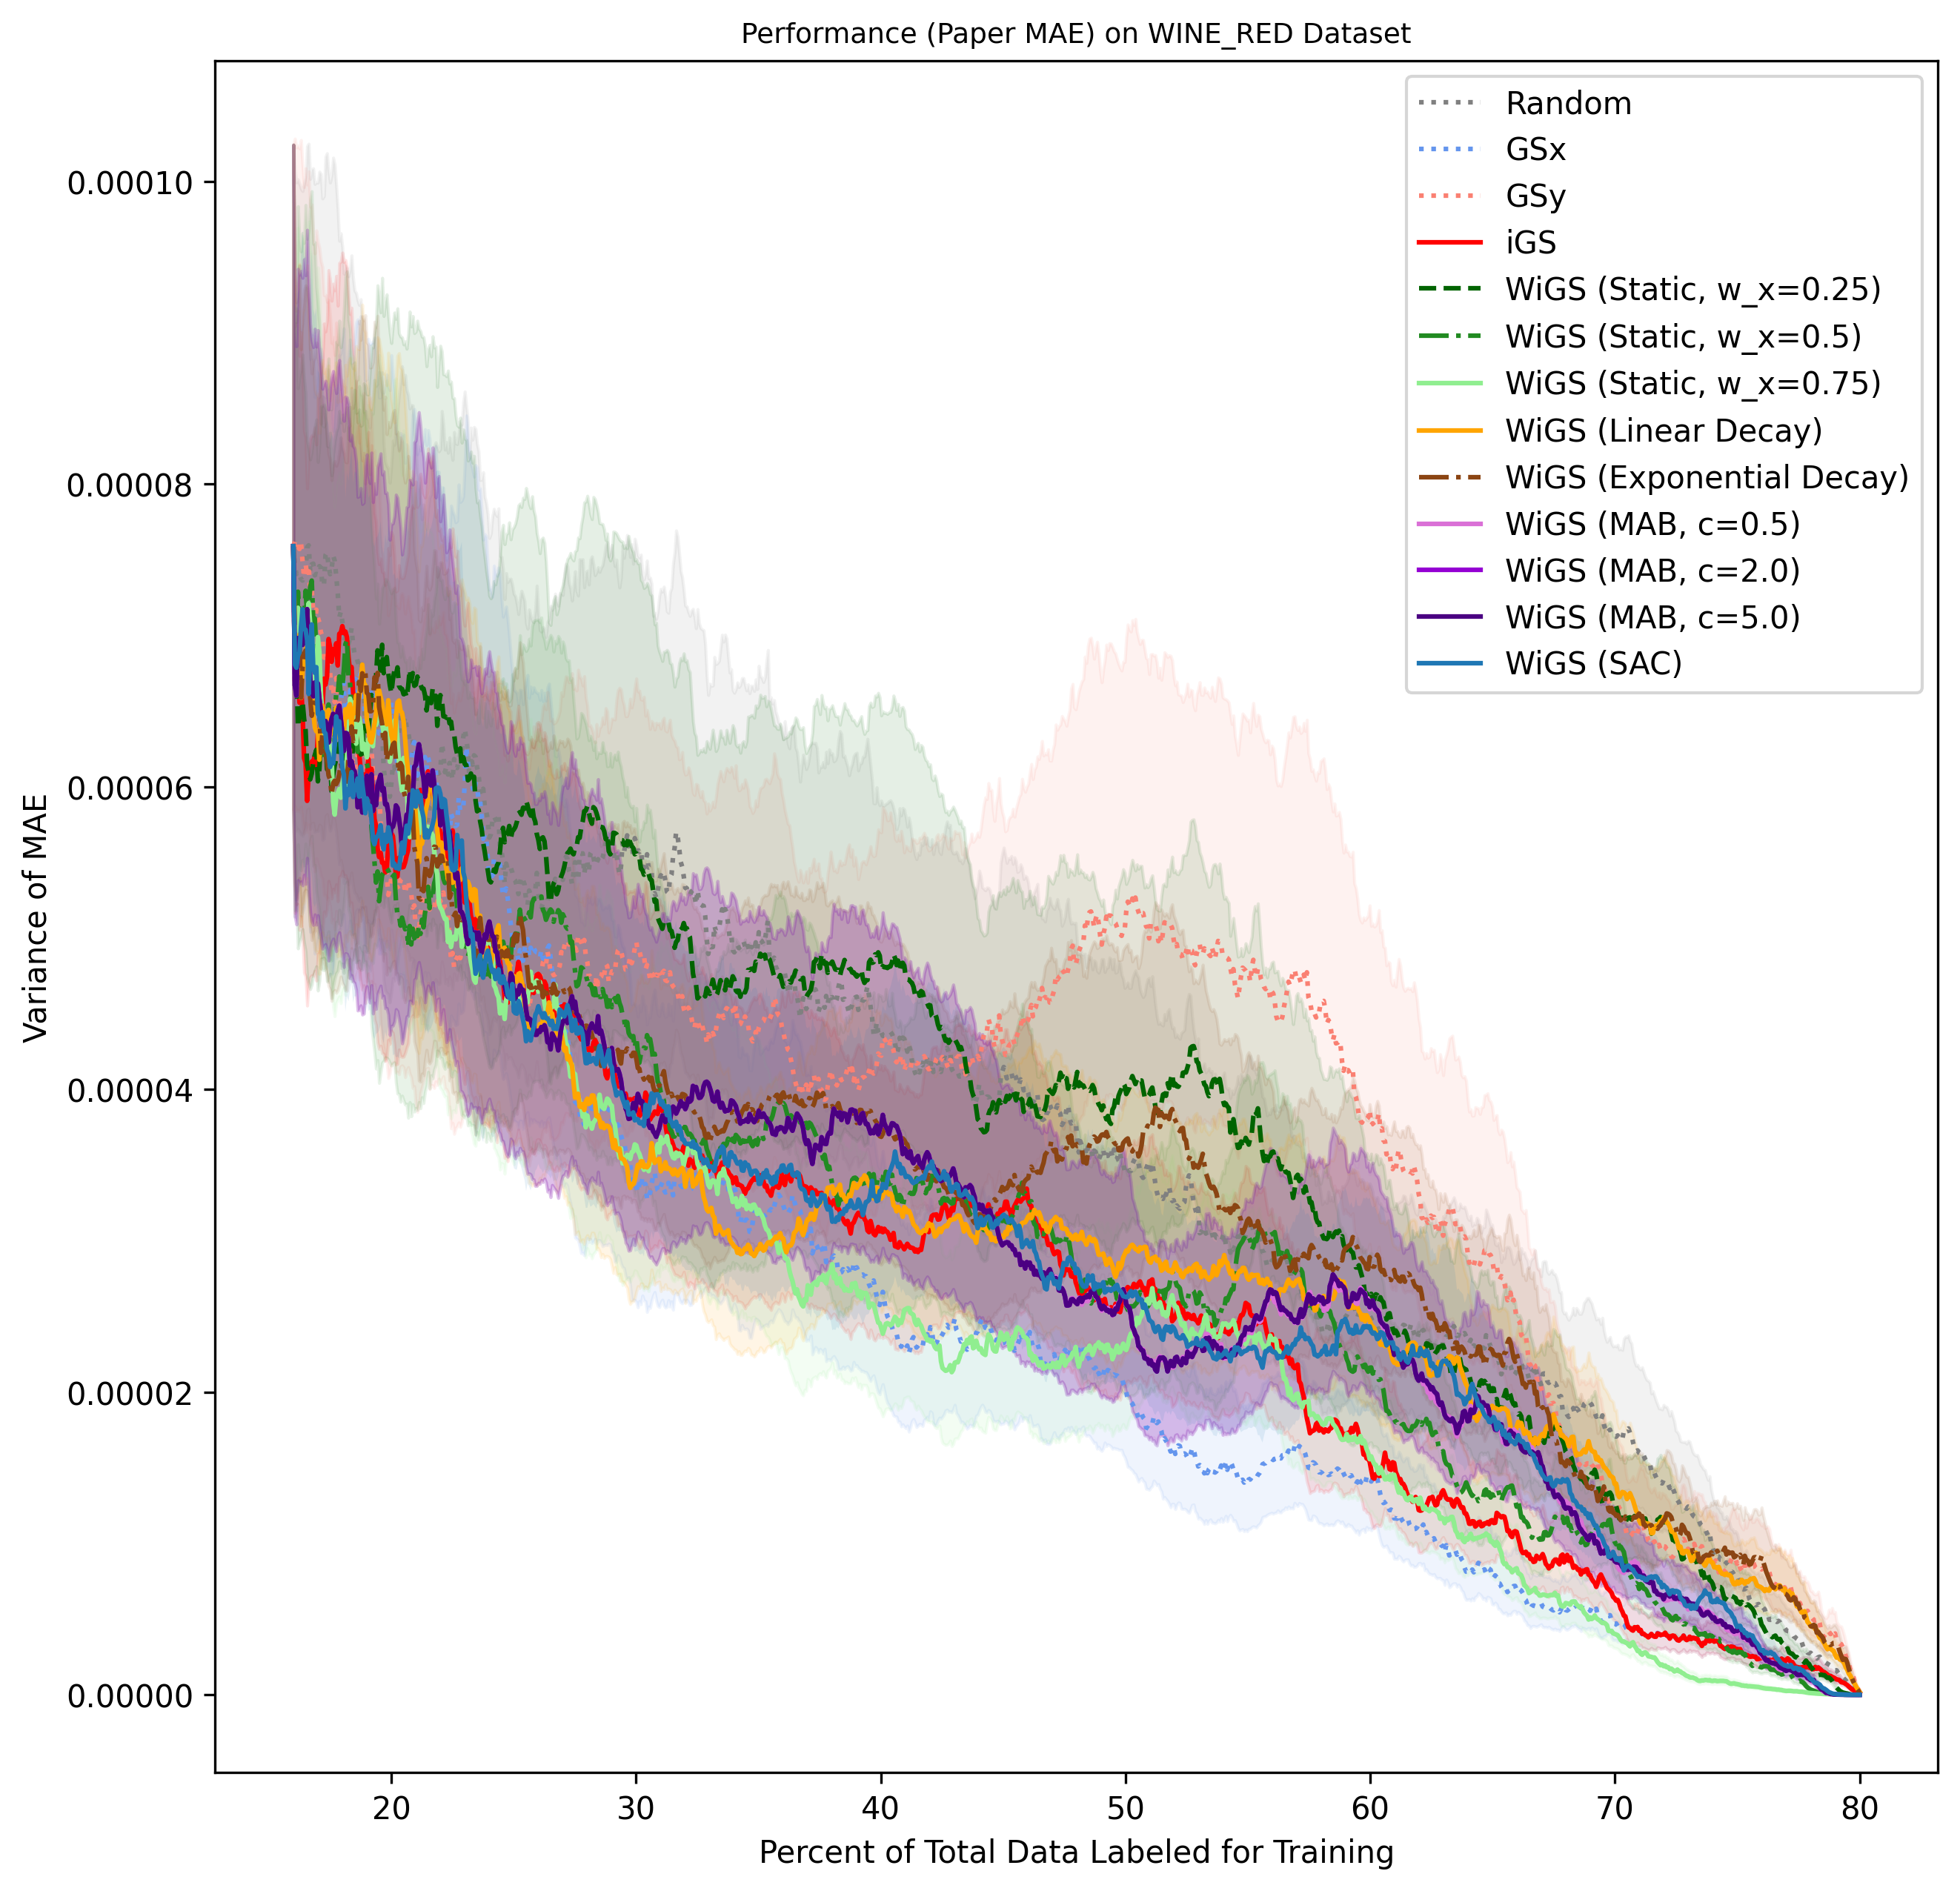 Performance (Paper MAE) on WINE_RED Dataset
Random
GSx
GSy
iGS
WiGS (Static, w_x=0.25)
WiGS (Static, w_x=0.5)
WiGS (Static, w_x=0.75)
WiGS (Linear Decay)
WiGS (Exponential Decay)
WiGS (MAB, c=0.5)
WiGS (MAB, c=2.0)
WiGS (MAB, c=5.0)
WiGS (SAC)
Variance of MAE
0.00010
0.00008
0.00006
0.00004
0.00002
0.00000
20 30 40 50 60 70 80
Percent of Total Data Labeled for Training